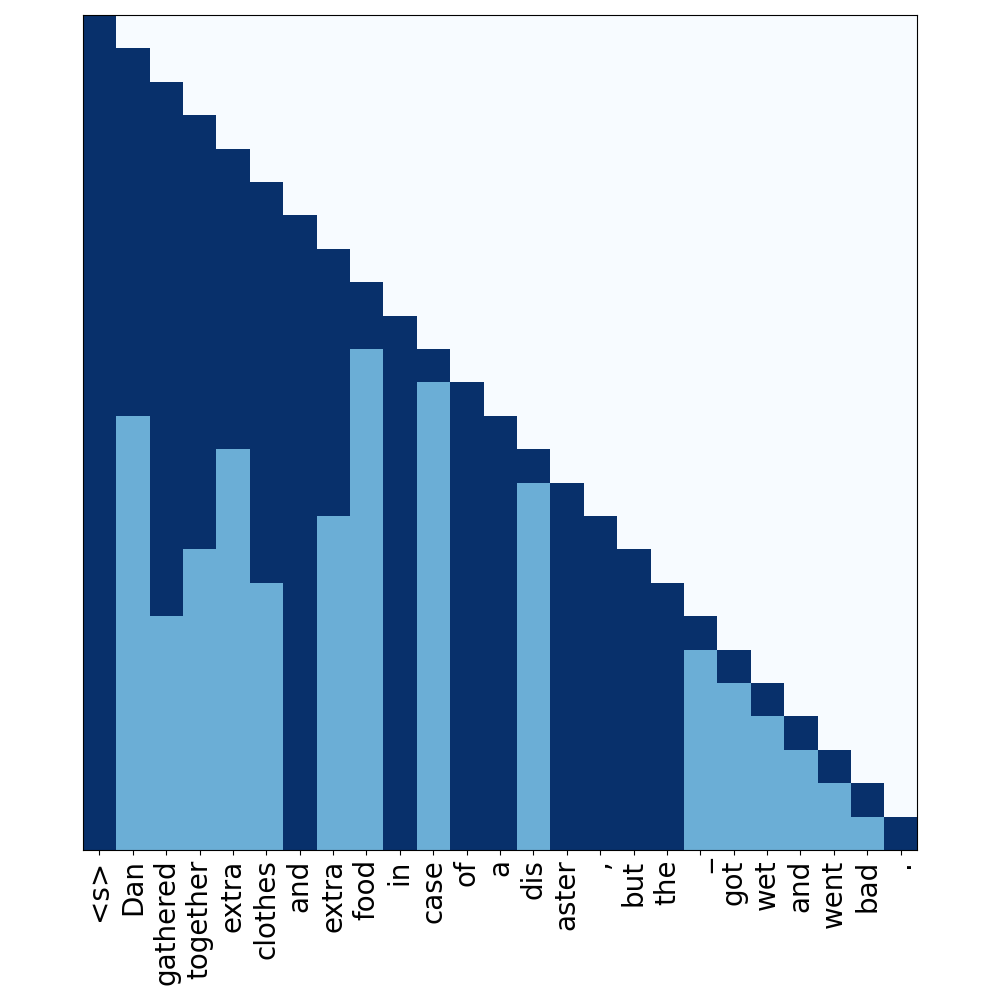 <s> Dan gathered together extra clothes and extra food in case of a dis aster , but the _ got wet and went bad .